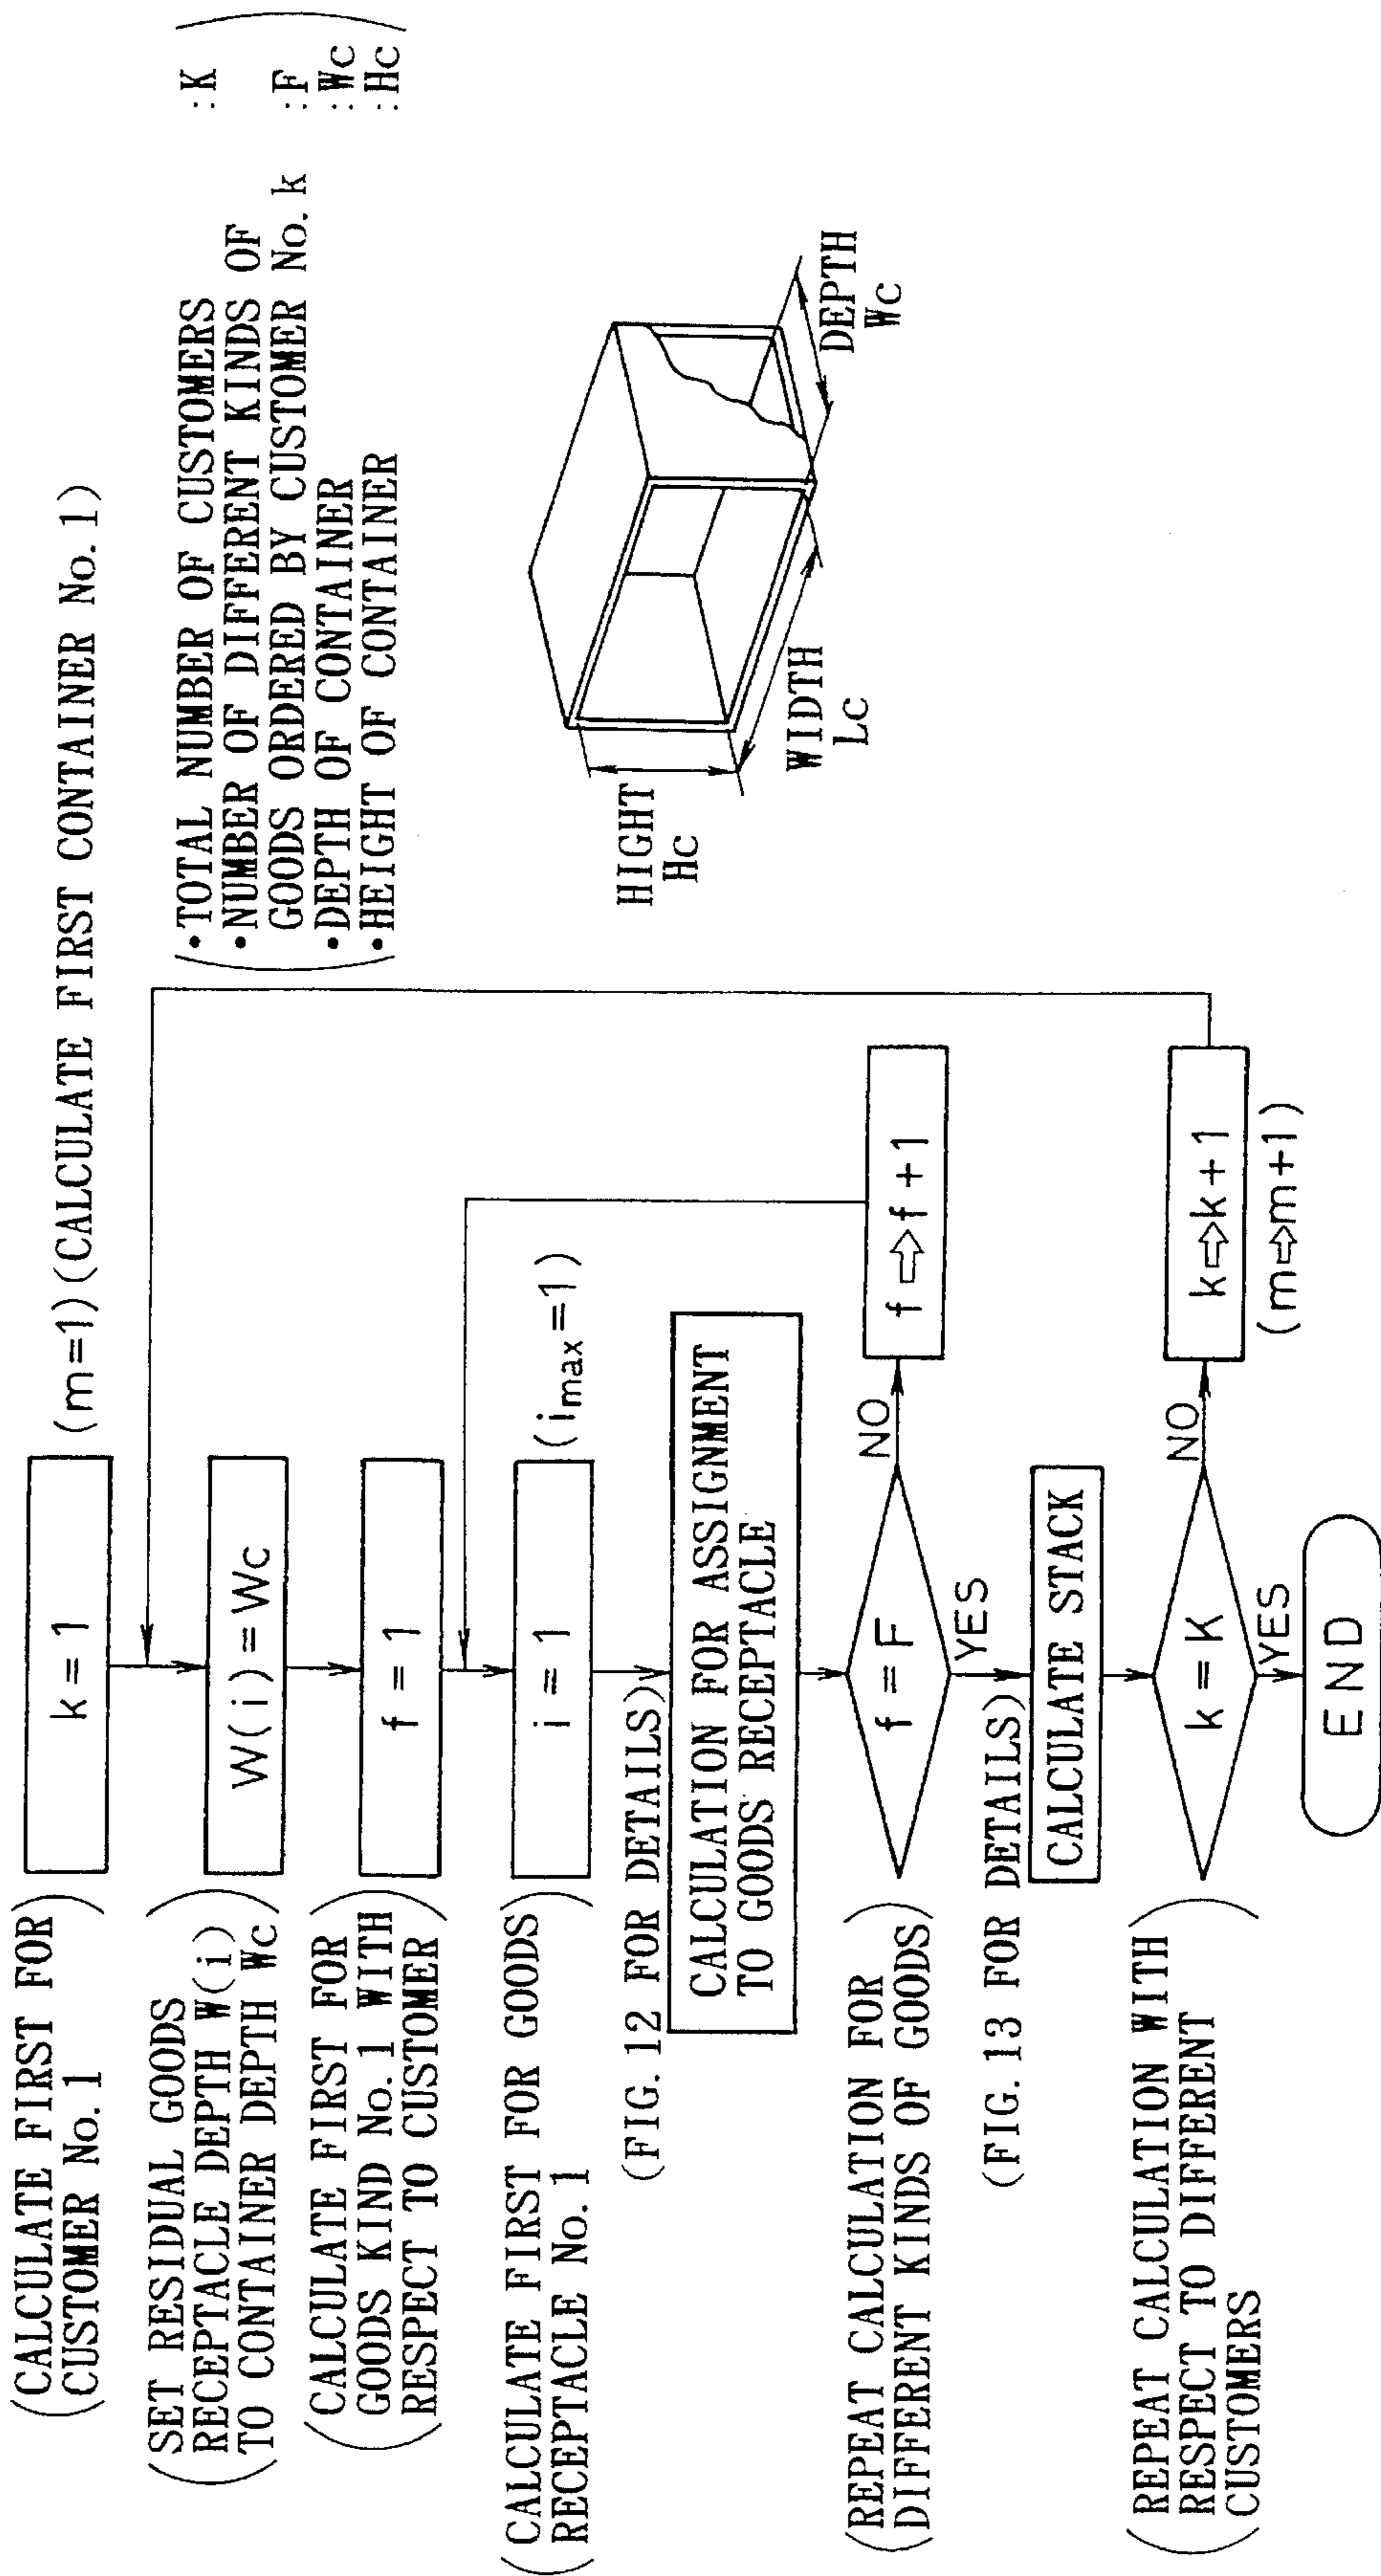 (CALCULATE FIRST FOR
CUSTOMER No. 1)
k = 1
(m=1) (CALCULATE FIRST CONTAINER No. 1)
(SET RESIDUAL GOODS
RECEPTACLE DEPTH W(i)
TO CONTAINER DEPTH Wc)
W(i) = Wc
(CALCULATE FIRST FOR
GOODS KIND No. 1 WITH
RESPECT TO CUSTOMER)
f = 1
(CALCULATE FIRST FOR GOODS
RECEPTACLE No. 1)
i = 1
(imax=1)
(FIG. 12 FOR DETAILS)
CALCULATION FOR ASSIGNMENT
TO GOODS RECEPTACLE
(REPEAT CALCULATION FOR
DIFFERENT KINDS OF GOODS)
f = F
NO
f ⇨ f + 1
YES
(FIG. 13 FOR DETAILS)
CALCULATE STACK
(REPEAT CALCULATION WITH
RESPECT TO DIFFERENT
CUSTOMERS)
k = K
NO
k⇨k+1
(m⇨m+1)
YES
END
(•TOTAL NUMBER OF CUSTOMERS :K
•NUMBER OF DIFFERENT KINDS OF
GOODS ORDERED BY CUSTOMER No. k :F
•DEPTH OF CONTAINER :Wc
•HEIGHT OF CONTAINER :Hc)
HIGHT
Hc
WIDTH
Lc
DEPTH
Wc